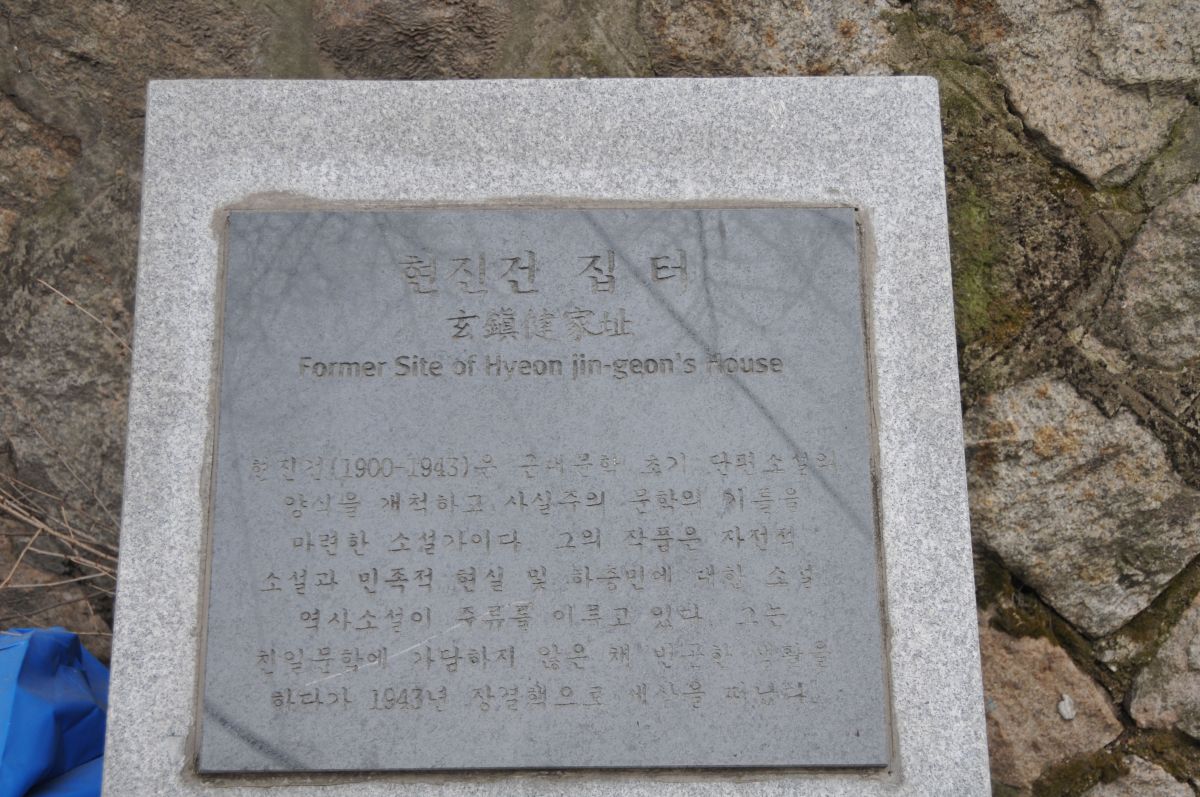 현진건 집 터
玄鎭健家址
Former Site of Hyeon jin-geon's House
현진건(1900-1943)은 근대문학 초기 단편소설의
양식을 개척하고 사실주의 문학의 기틀을
마련한 소설가이다 그의 작품은 자전적
소설과 민족적 현실 및 하층민에 대한 소설
역사소설이 주류를 이루고 있다 그는
친일문학에 가담하지 않은 채 빈곤한 생활을
하다가 1943년 장결핵으로 세상을 떠났다